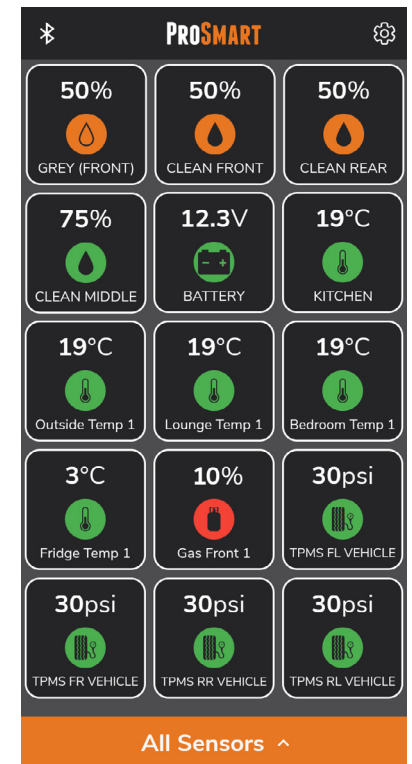 PROSMART
50% 50% 50%
GREY (FRONT) CLEAN FRONT CLEAN REAR
75% 12.3V 19°C
CLEAN MIDDLE BATTERY KITCHEN
19°C 19°C 19°C
Outside Temp 1 Lounge Temp 1 Bedroom Temp 1
3°C 10% 30psi
Fridge Temp 1 Gas Front 1 TPMS FL VEHICLE
30psi 30psi 30psi
TPMS FR VEHICLE TPMS RR VEHICLE TPMS RL VEHICLE
All Sensors